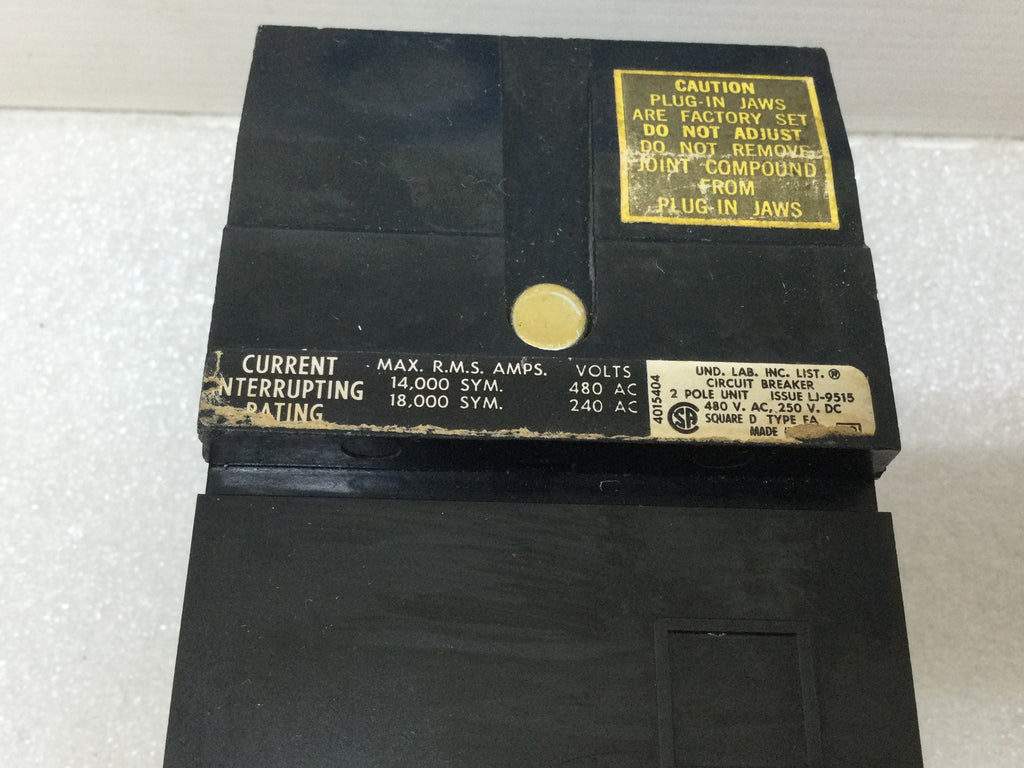 CAUTION
PLUG-IN JAWS
ARE FACTORY SET
DO NOT ADJUST
DO NOT REMOVE
JOINT COMPOUND
FROM
PLUG-IN JAWS
CURRENT
NTERRUPTING
RATING
MAX. R.M.S. AMPS. VOLTS
14,000 SYM. 480 AC
18,000 SYM. 240 AC
4015404
UND. LAB. INC. LIST. ®
CIRCUIT BREAKER
2 POLE UNIT ISSUE LJ-9515
SA 480 V. AC, 250 V. DC
SQUARE D TYPE FA
MADE